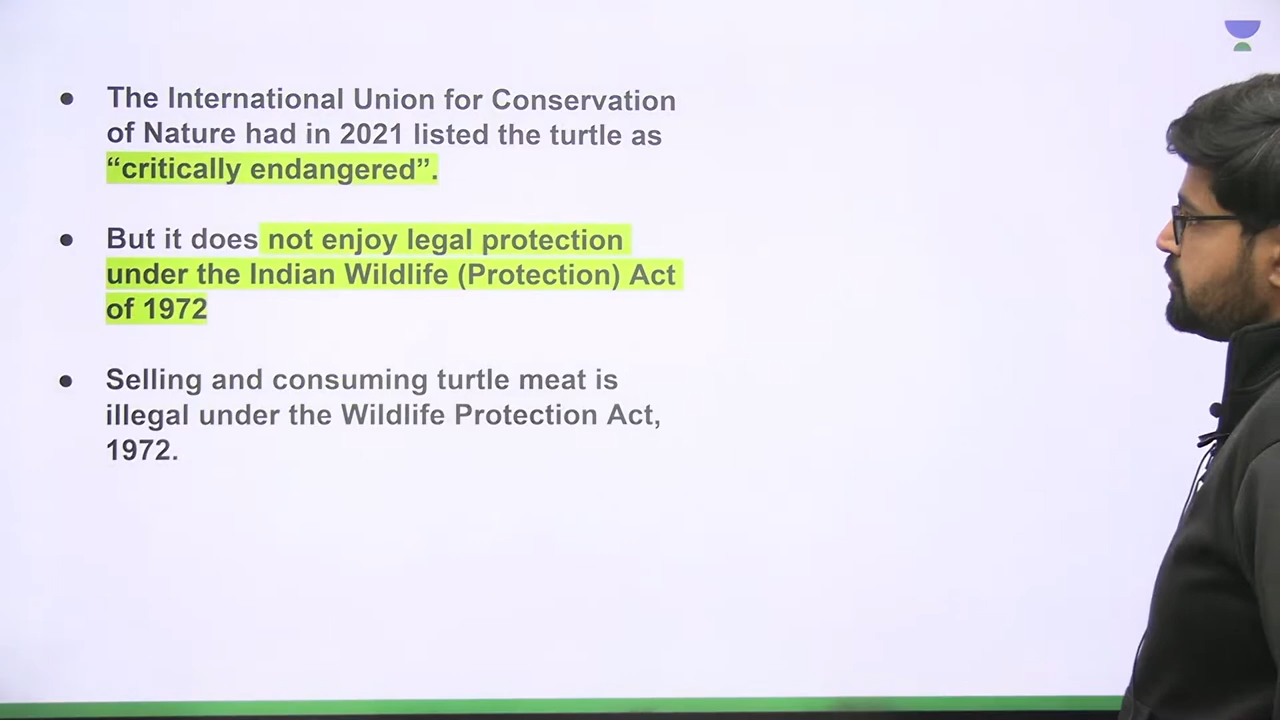 ● The International Union for Conservation
of Nature had in 2021 listed the turtle as
“critically endangered”.
● But it does not enjoy legal protection
under the Indian Wildlife (Protection) Act
of 1972
● Selling and consuming turtle meat is
illegal under the Wildlife Protection Act,
1972.